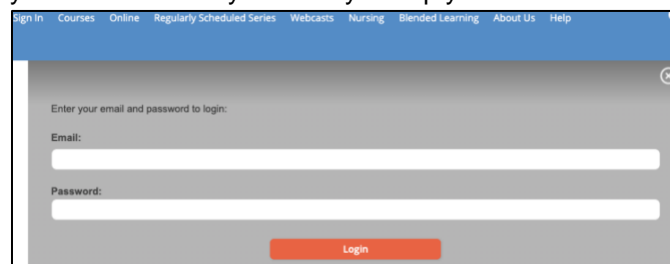 Sign In Courses Online Regularly Scheduled Series Webcasts Nursing Blended Learning About Us Help
Enter your email and password to login:
Email:
Password:
Login